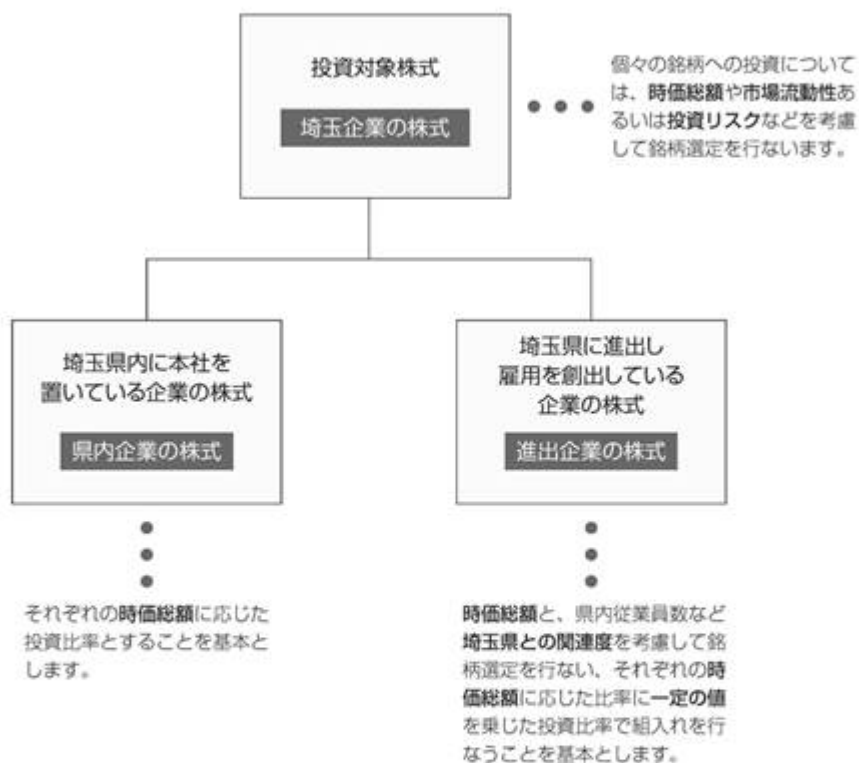 投資対象株式
埼玉企業の株式
個々の銘柄への投資について
は、時価総額や市場流動性あ
るいは投資リスクなどを考慮
して銘柄選定を行ないます。
埼玉県内に本社を
置いている企業の株式
県内企業の株式
それぞれの時価総額に応じた
投資比率とすることを基本と
します。
埼玉県に進出し
雇用を創出している
企業の株式
進出企業の株式
時価総額と、県内従業員数など
埼玉県との関連度を考慮して銘
柄選定を行ない、それぞれの時
価総額に応じた比率に一定の値
を乗じた投資比率で組入れを行
なうことを基本とします。